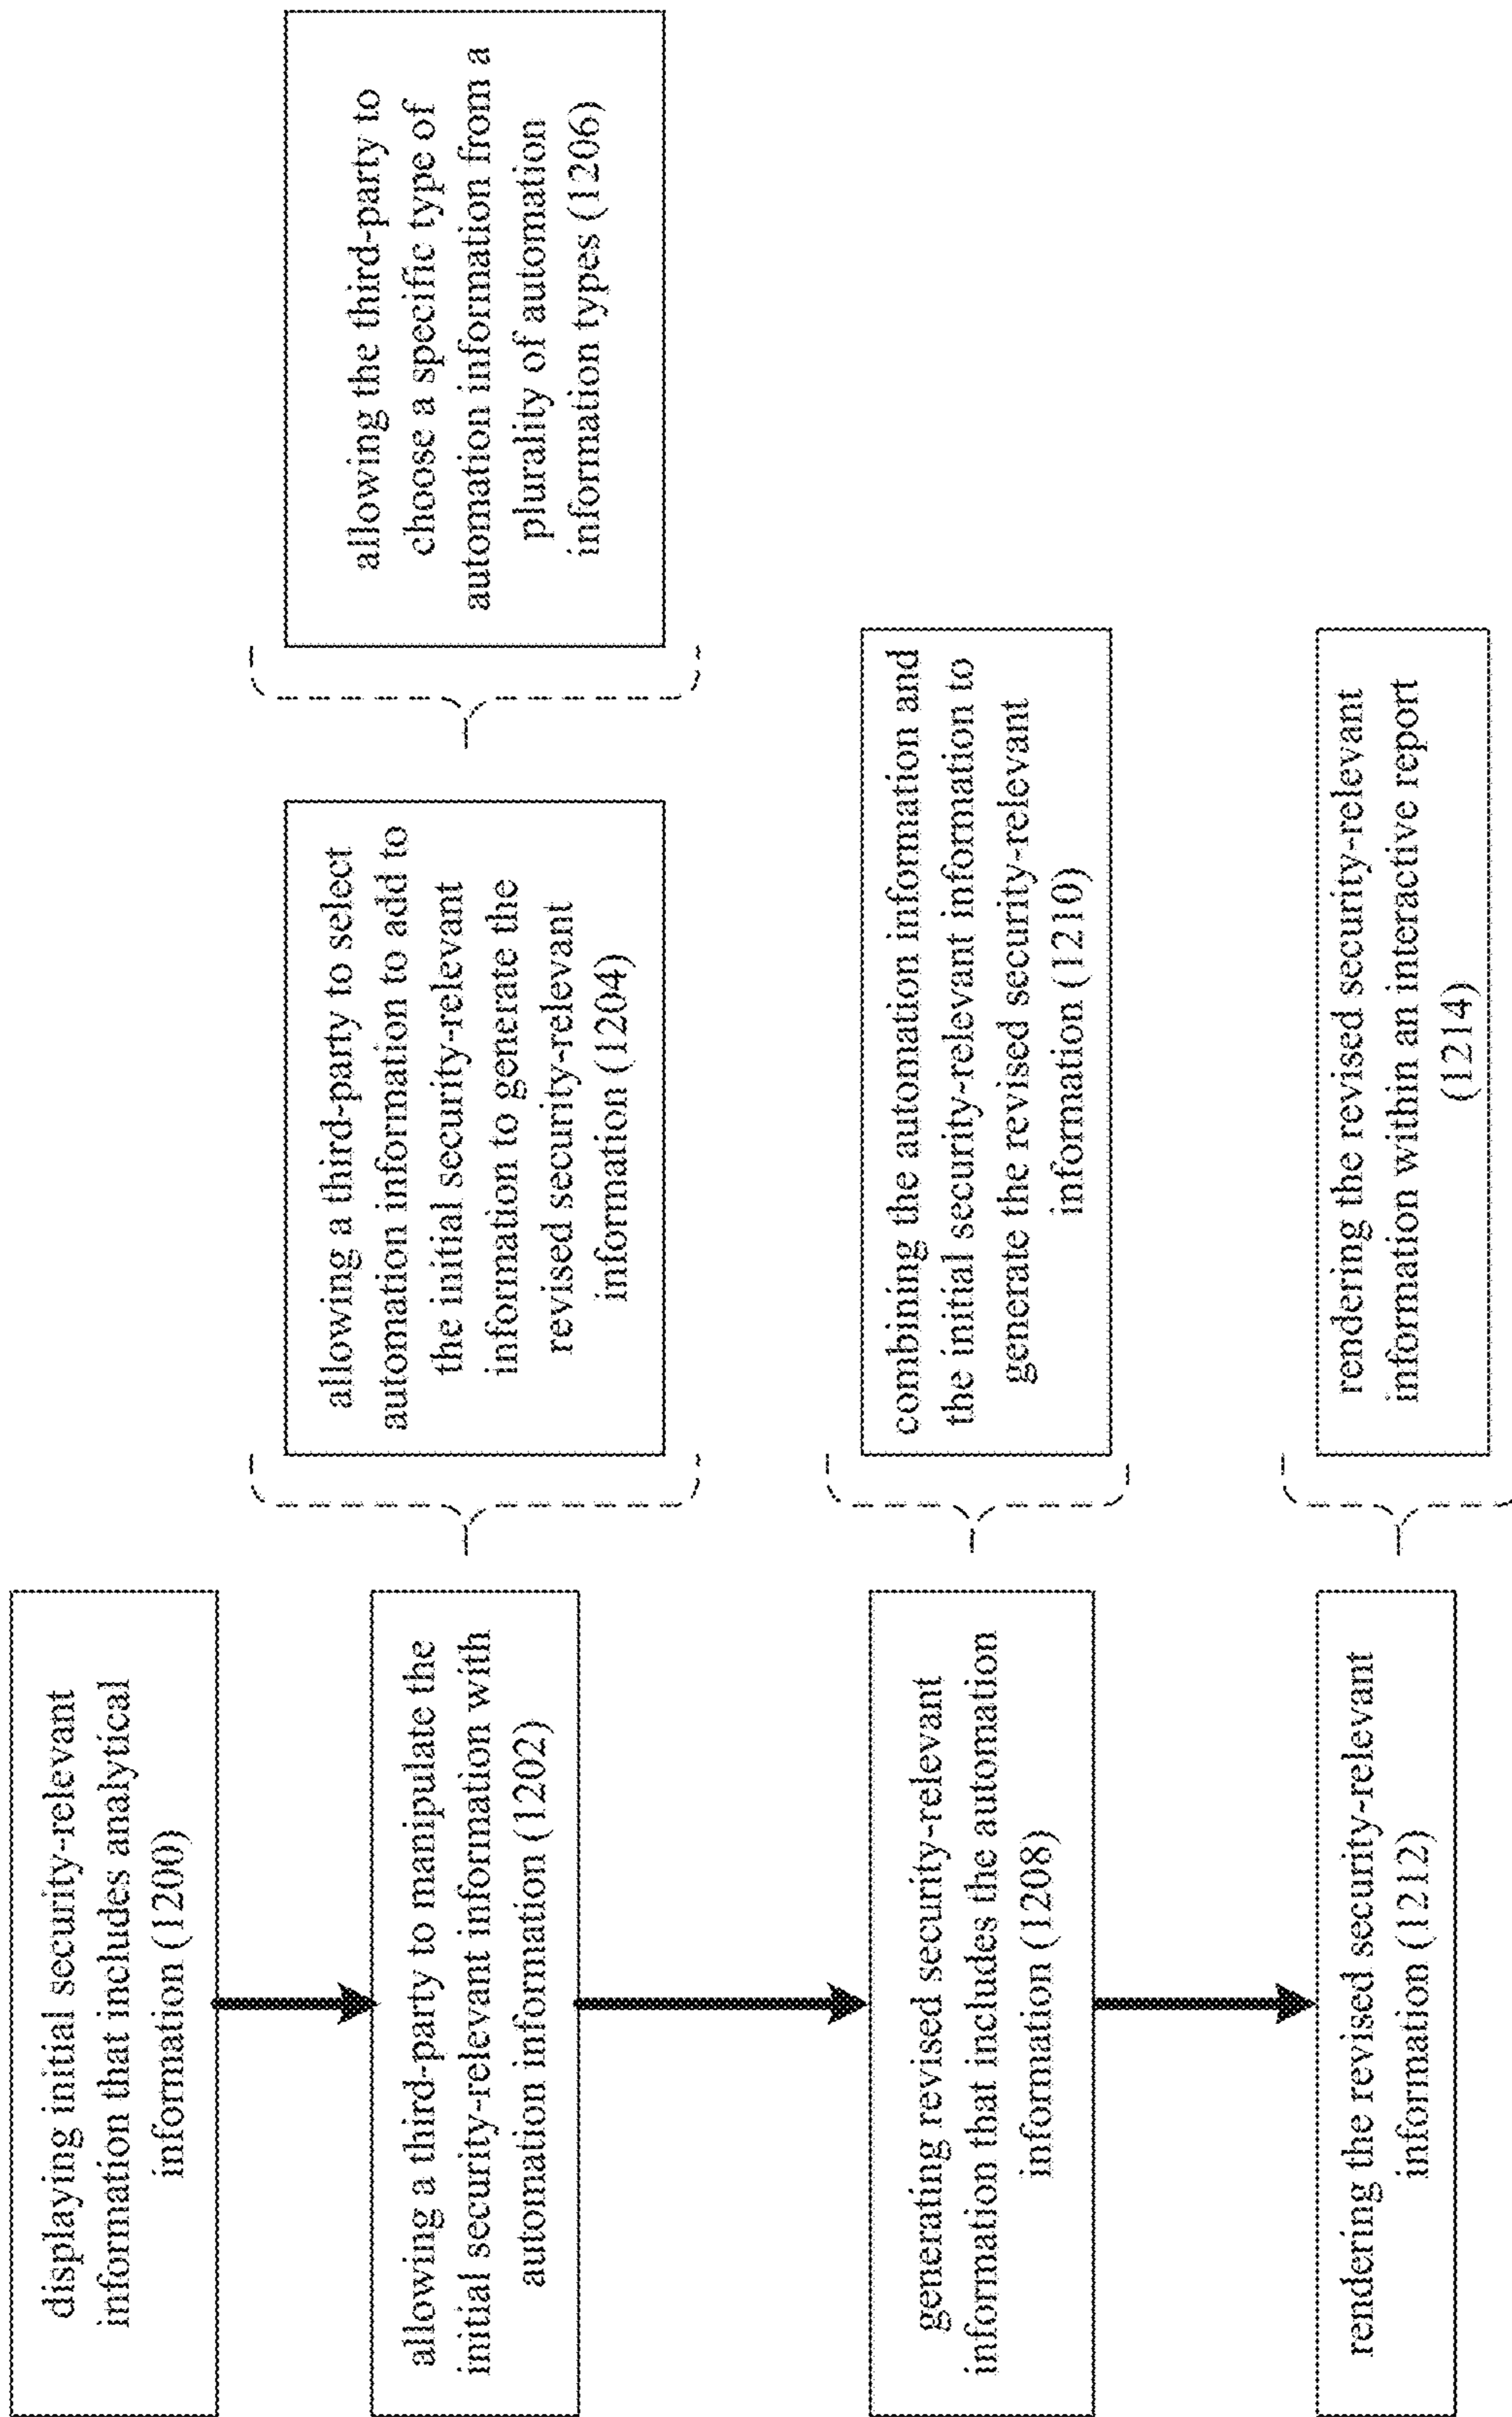 displaying initial security-relevant
information that includes analytical
information (1200)
allowing a third-party to manipulate the
initial security-relevant information with
automation information (1202)
allowing a third-party to select
automation information to add to
the initial security-relevant
information to generate the
revised security-relevant
information (1204)
allowing the third-party to
choose a specific type of
automation information from a
plurality of automation
information types (1206)
generating revised security-relevant
information that includes the automation
information (1208)
combining the automation information and
the initial security-relevant information to
generate the revised security-relevant
information (1210)
rendering the revised security-relevant
information (1212)
rendering the revised security-relevant
information within an interactive report
(1214)